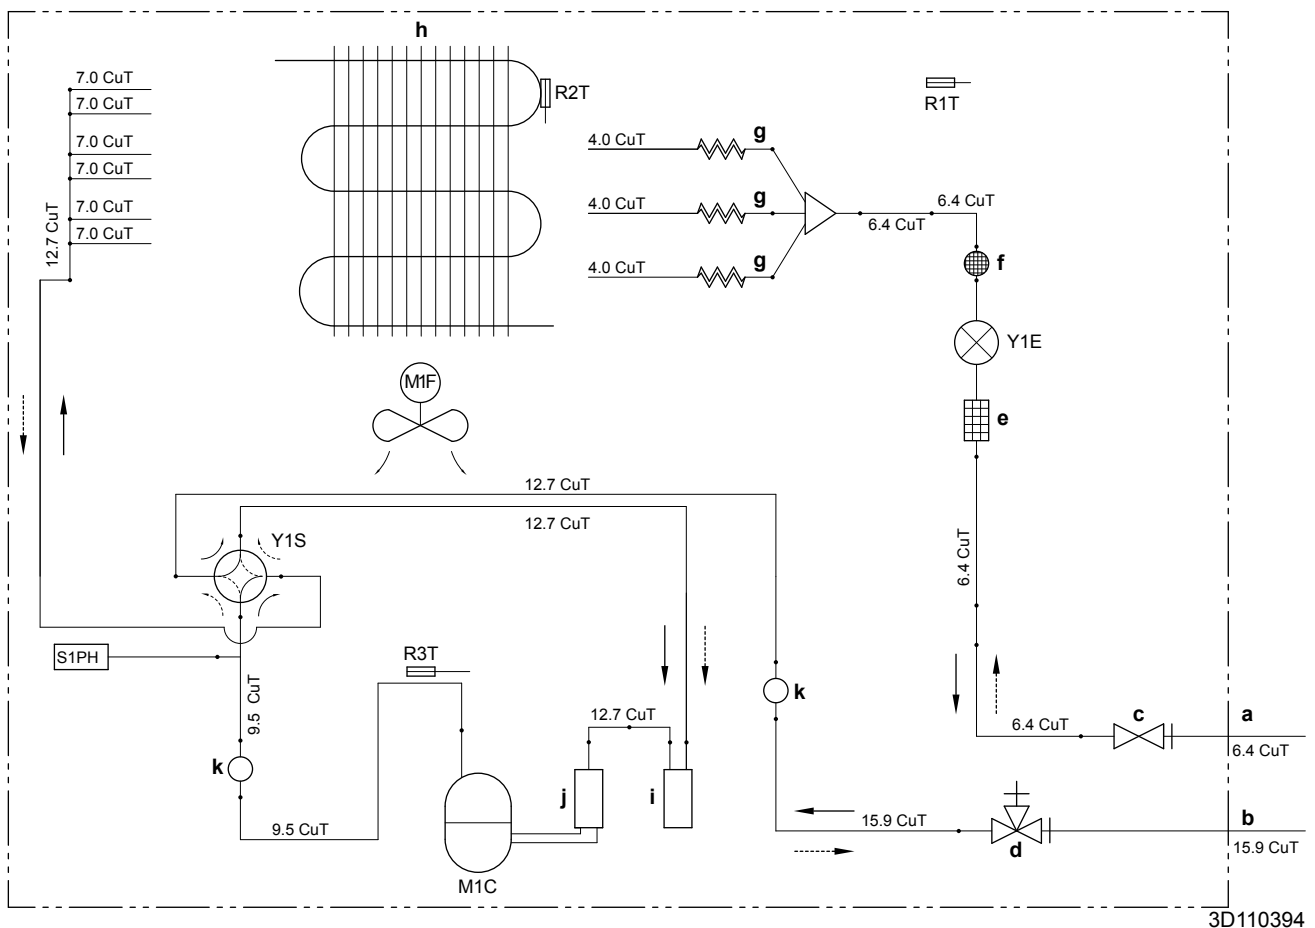 h
7.0 CuT
7.0 CuT
7.0 CuT
7.0 CuT
7.0 CuT
7.0 CuT
12.7 CuT
R2T
R1T
4.0 CuT
g
4.0 CuT
g
4.0 CuT
g
6.4 CuT
6.4 CuT
f
Y1E
e
M1F
12.7 CuT
12.7 CuT
Y1S
6.4 CuT
S1PH
R3T
9.5 CuT
k
k
12.7 CuT
6.4 CuT
c
a
6.4 CuT
j
i
9.5 CuT
15.9 CuT
d
b
15.9 CuT
M1C
3D110394